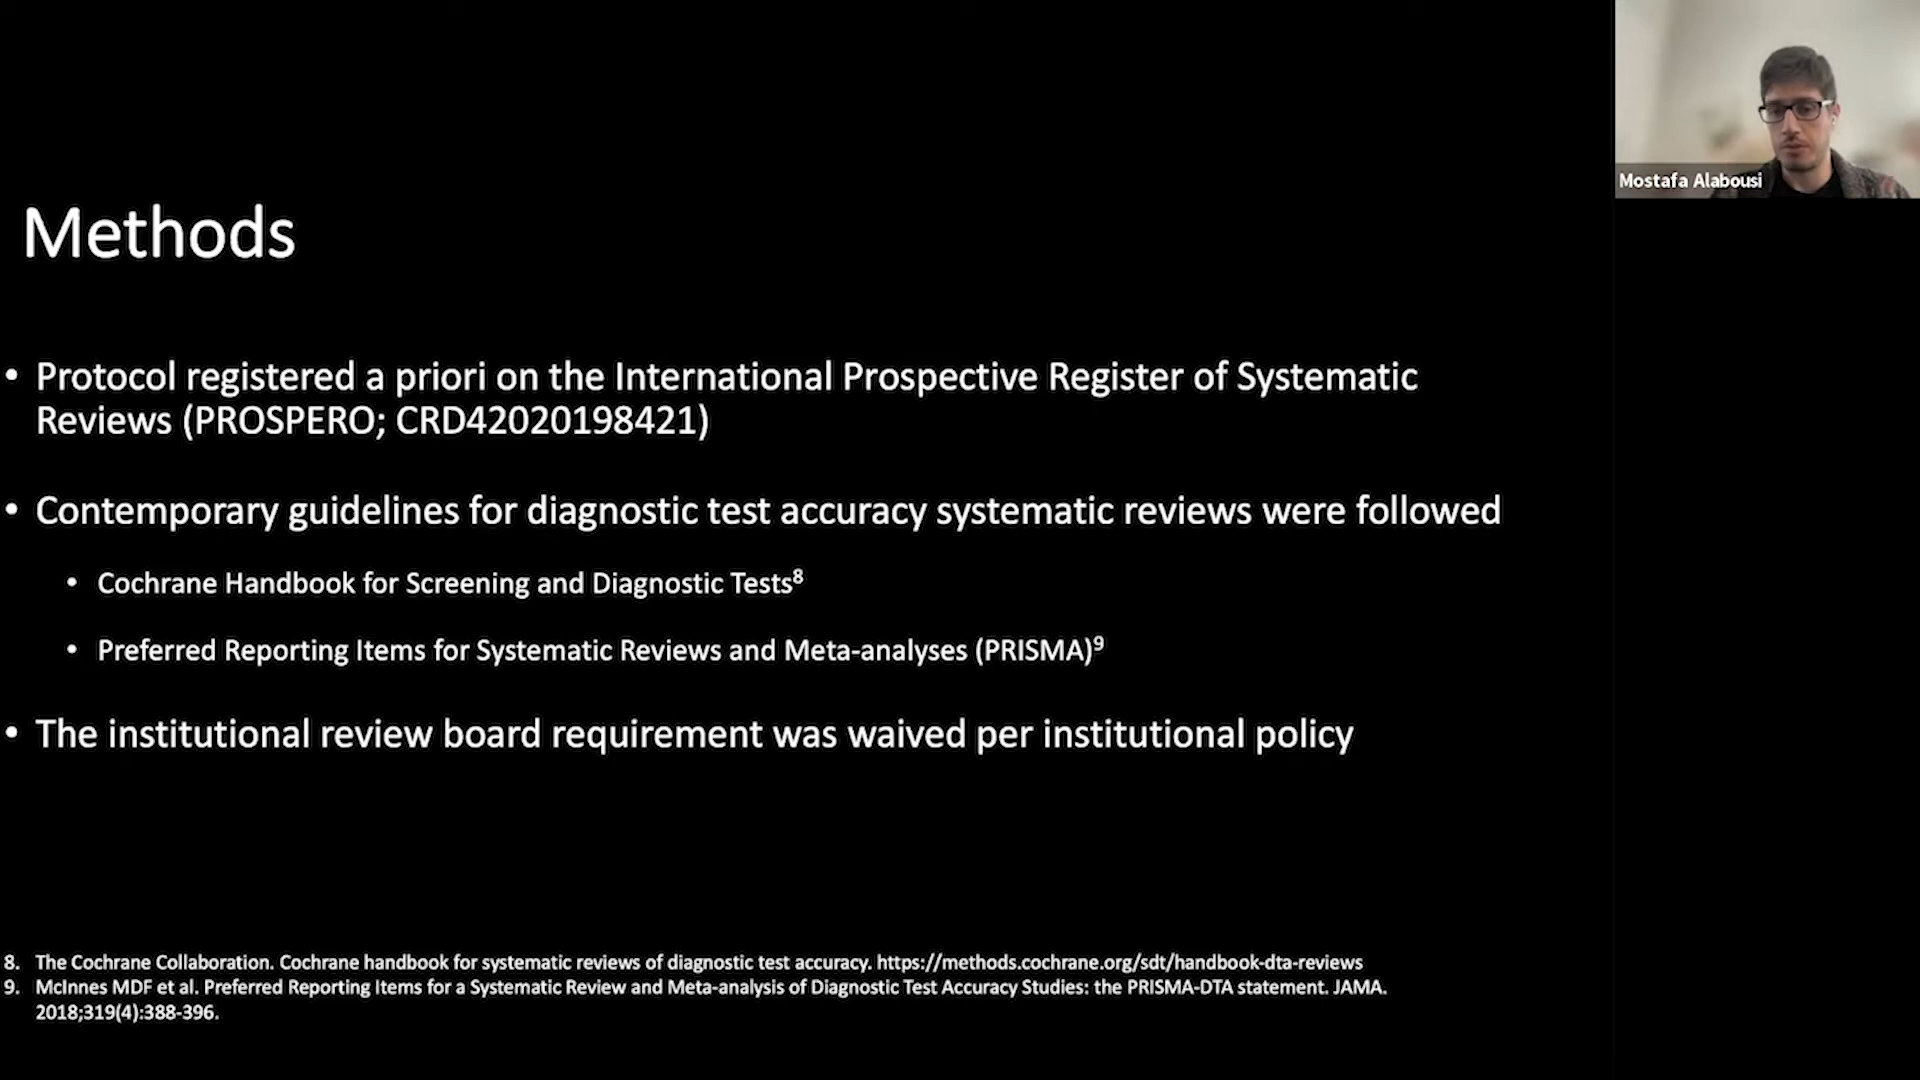 Mostafa Alabousi
Methods
• Protocol registered a priori on the International Prospective Register of Systematic
Reviews (PROSPERO; CRD42020198421)
• Contemporary guidelines for diagnostic test accuracy systematic reviews were followed
• Cochrane Handbook for Screening and Diagnostic Tests⁸
• Preferred Reporting Items for Systematic Reviews and Meta-analyses (PRISMA)⁹
• The institutional review board requirement was waived per institutional policy
8. The Cochrane Collaboration. Cochrane handbook for systematic reviews of diagnostic test accuracy. https://methods.cochrane.org/sdt/handbook-dta-reviews
9. McInnes MDF et al. Preferred Reporting Items for a Systematic Review and Meta-analysis of Diagnostic Test Accuracy Studies: the PRISMA-DTA statement. JAMA.
2018;319(4):388-396.